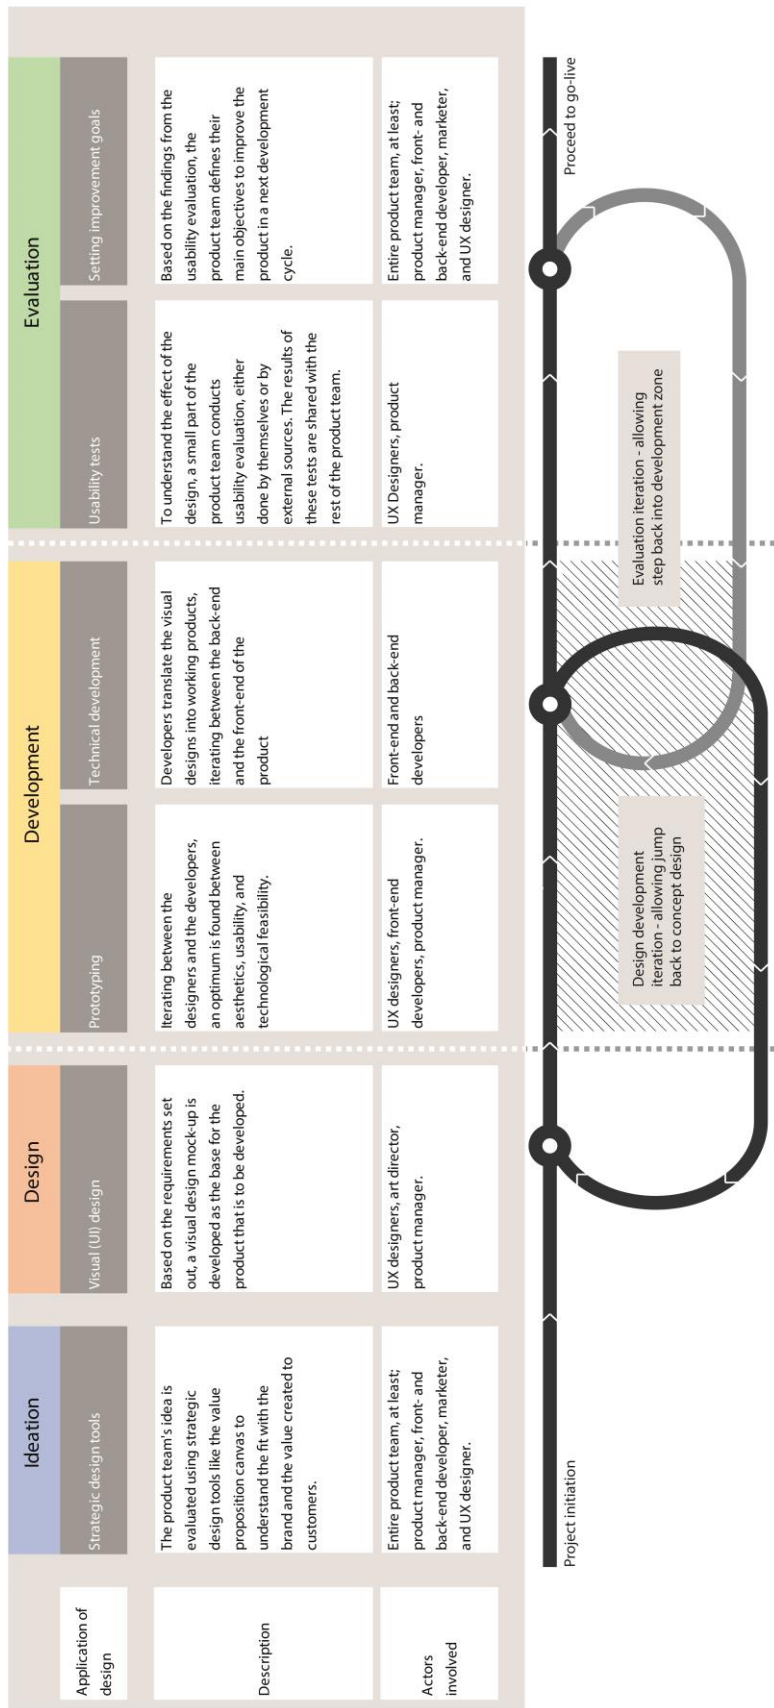 Ideation
Design
Development
Evaluation
Application of
design
Strategic design tools
Visual (UI) design
Prototyping
Technical development
Usability tests
Setting improvement goals
Description
The product team's idea is
evaluated using strategic
design tools like the value
proposition canvas to
understand the fit with the
brand and the value created to
customers.
Based on the requirements set
out, a visual design mock-up is
developed as the base for the
product that is to be developed.
Iterating between the
designers and the developers,
an optimum is found between
aesthetics, usability, and
technological feasibility.
Developers translate the visual
designs into working products,
iterating between the back-end
and the front-end of the
product
To understand the effect of the
design, a small part of the
product team conducts
usability evaluation, either
done by themselves or by
external sources. The results of
these tests are shared with the
rest of the product team.
Based on the findings from the
usability evaluation, the
product team defines their
main objectives to improve the
product in a next development
cycle.
Actors
involved
Entire product team, at least;
product manager, front- and
back-end developer, marketer,
and UX designer.
UX designers, art director,
product manager.
UX designers, front-end
developers, product manager.
Front-end and back-end
developers
UX Designers, product
manager.
Entire product team, at least;
product manager, front- and
back-end developer, marketer,
and UX designer.
Project initiation
Proceed to go-live
Design development
iteration - allowing jump
back to concept design
Evaluation iteration - allowing
step back into development zone